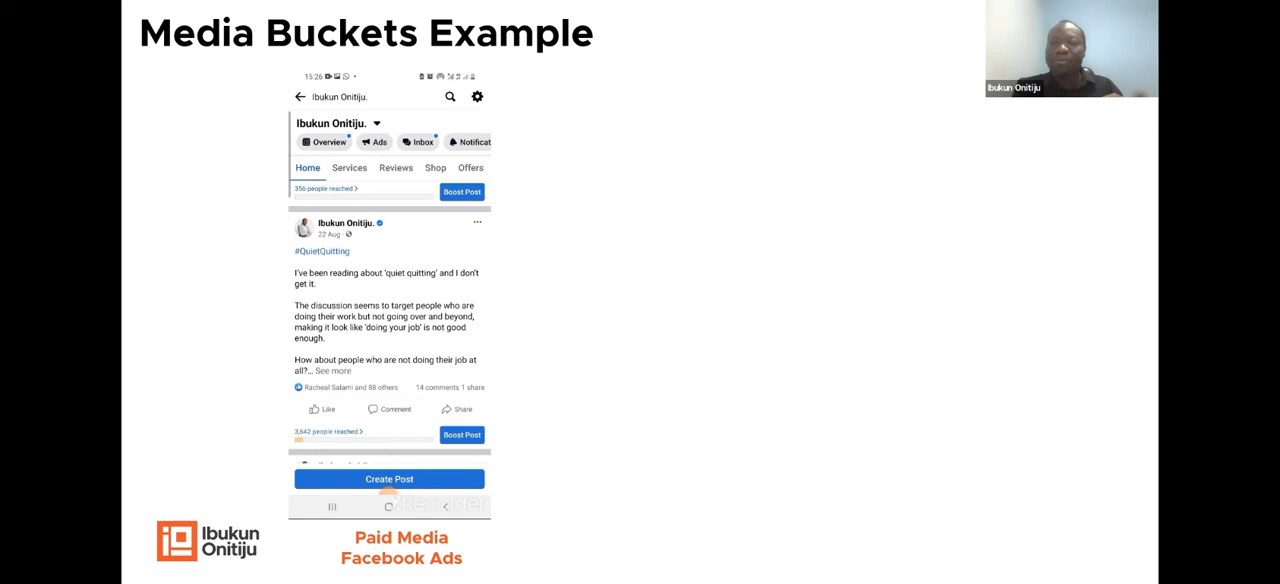 Media Buckets Example
Ibukun Onitiju
15:26
Ibukun Onitiju.
Ibukun Onitiju.
Overview Ads Inbox Notificat
Home Services Reviews Shop Offers
356 people reached
Boost Post
Ibukun Onitiju.
22 Aug
#QuietQuitting
I've been reading about 'quiet quitting' and I don't
get it.
The discussion seems to target people who are
doing their work but not going over and beyond,
making it look like 'doing your job' is not good
enough.
How about people who are not doing their job at
all?... See more
Racheal Salami and 88 others 14 comments 1 share
Like Comment Share
3,642 people reached
Boost Post
Create Post
Ibukun
Onitiju
Paid Media
Facebook Ads